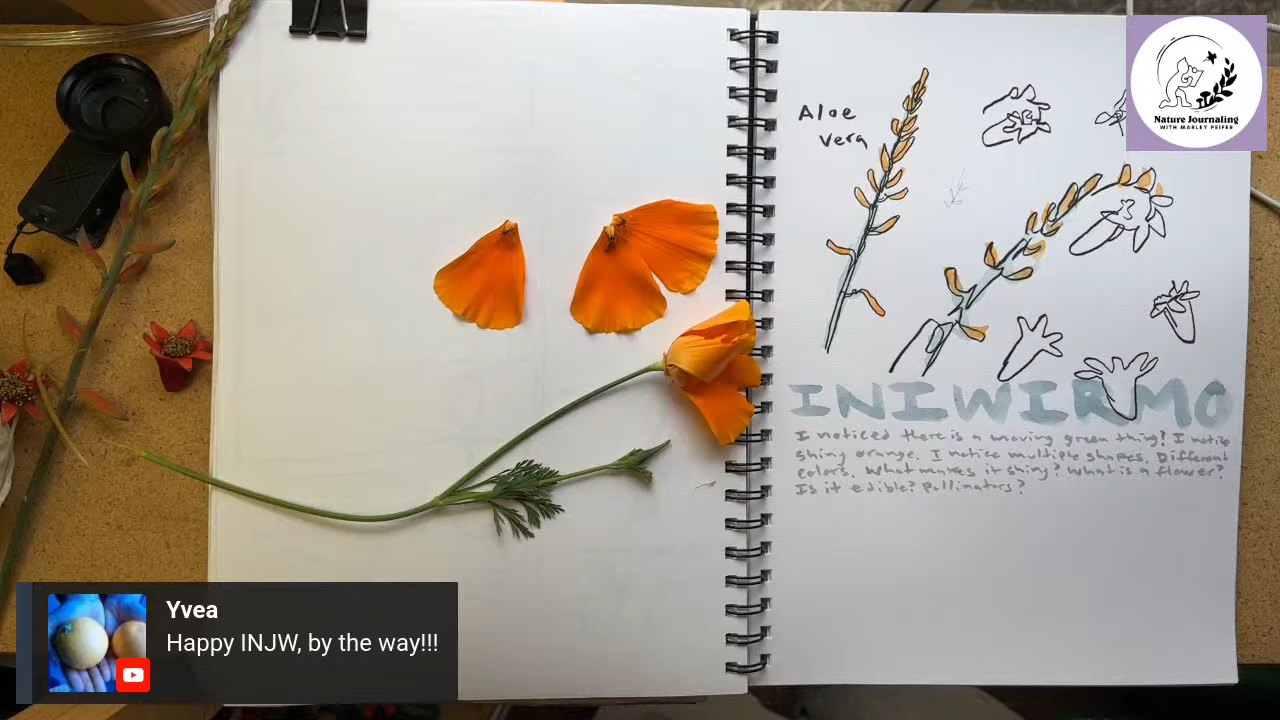 Aloe
vera
Nature Journaling
WITH MARLEY PEIFER
INIWIRMO
I noticed there is a moving green thing! I notice
shiny orange. I notice multiple shapes. Different
colors. What makes it shiny? What is a flower?
Is it edible? Pollinators?
Yvea
Happy INJW, by the way!!!